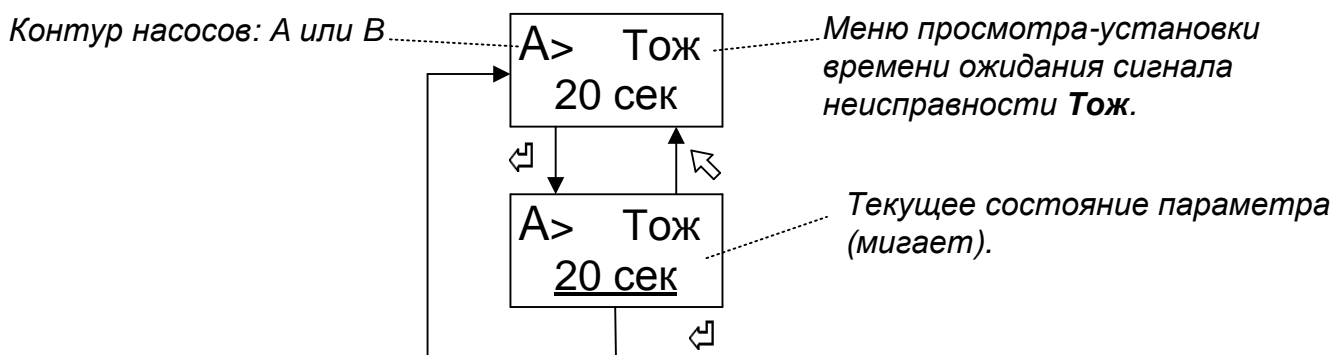 Контур насосов: А или В
А> Тож
20 сек
Меню просмотра-установки
времени ожидания сигнала
неисправности Тож.
А> Тож
20 сек
Текущее состояние параметра
(мигает).